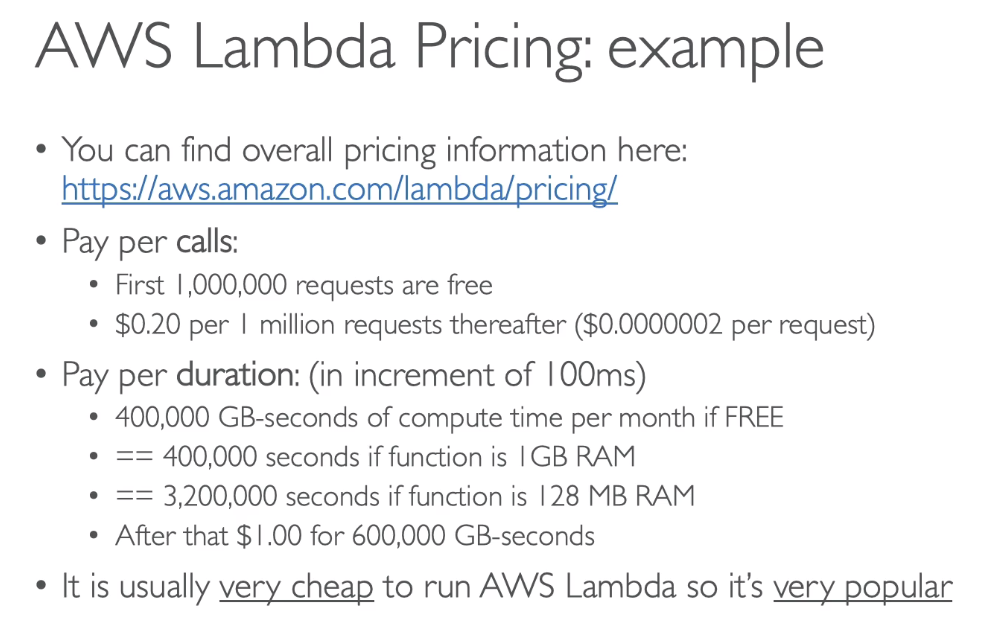 AWS Lambda Pricing: example
• You can find overall pricing information here:
https://aws.amazon.com/lambda/pricing/
• Pay per calls:
• First 1,000,000 requests are free
• $0.20 per 1 million requests thereafter ($0.0000002 per request)
• Pay per duration: (in increment of 100ms)
• 400,000 GB-seconds of compute time per month if FREE
• == 400,000 seconds if function is 1GB RAM
• == 3,200,000 seconds if function is 128 MB RAM
• After that $1.00 for 600,000 GB-seconds
• It is usually very cheap to run AWS Lambda so it's very popular